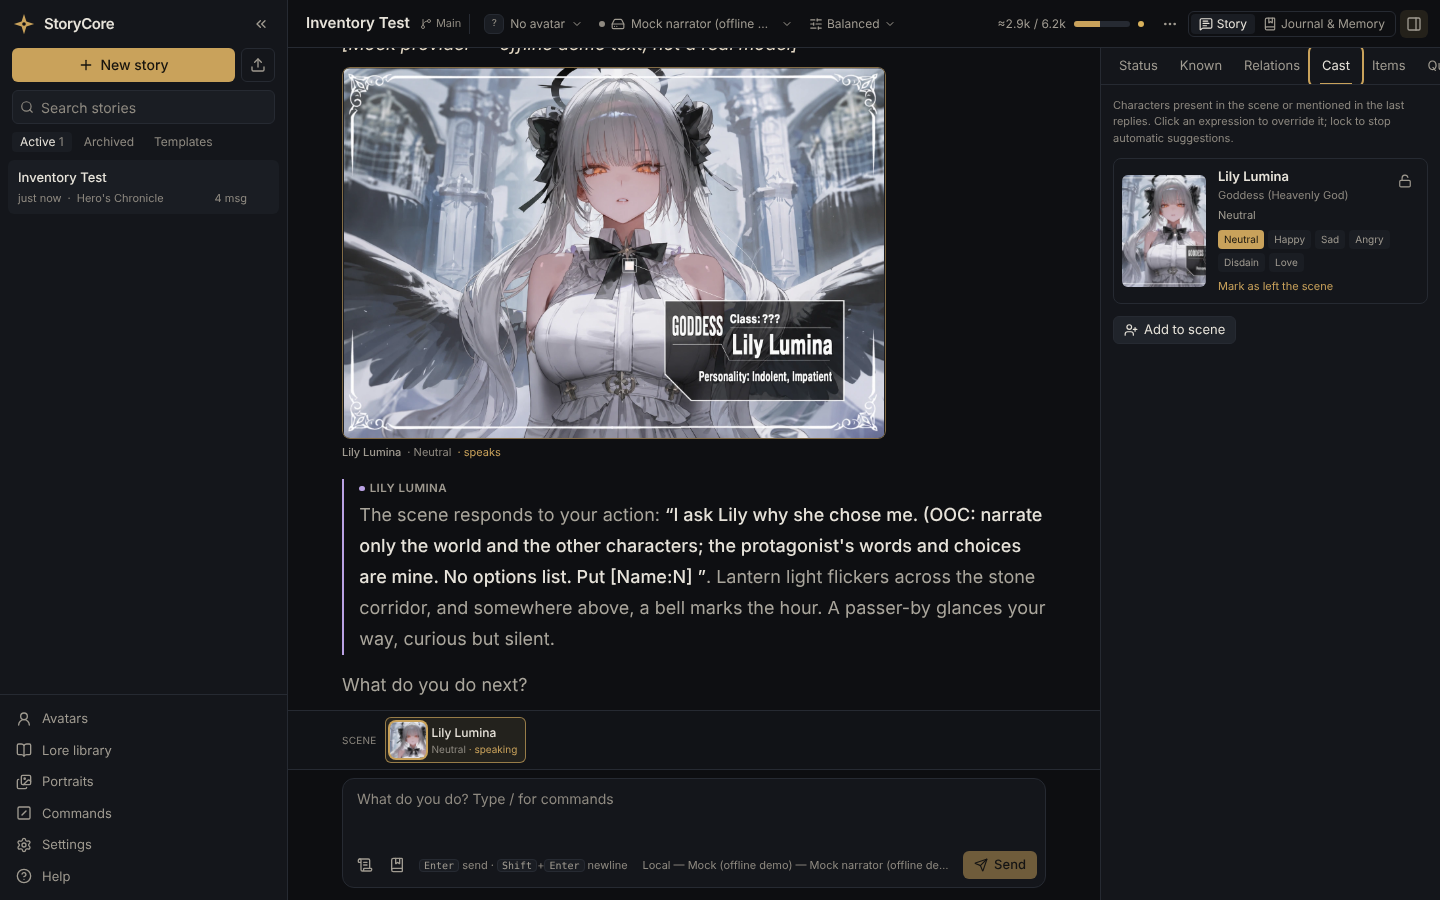 StoryCore
New story
Search stories
Active 1
Archived
Templates
Inventory Test
just now · Hero's Chronicle
4 msg
Avatars
Lore library
Portraits
Commands
Settings
Help
Inventory Test
Main
? No avatar
Mock narrator (offline ...
Balanced
≈2.9k / 6.2k
Story
Journal & Memory
[Mock provider — offline demo text, not a real model.]
GODDESS
Class: ???
Lily Lumina
Personality: Indolent, Impatient
Lily Lumina · Neutral · speaks
LILY LUMINA
The scene responds to your action: “I ask Lily why she chose me. (OOC: narrate
only the world and the other characters; the protagonist's words and choices
are mine. No options list. Put [Name:N] ”. Lantern light flickers across the stone
corridor, and somewhere above, a bell marks the hour. A passer-by glances your
way, curious but silent.
What do you do next?
SCENE
Lily Lumina
Neutral · speaking
What do you do? Type / for commands
Enter send · Shift+Enter newline
Local — Mock (offline demo) — Mock narrator (offline de...
Send
Status
Known
Relations
Cast
Items
Qu
Characters present in the scene or mentioned in the last
replies. Click an expression to override it; lock to stop
automatic suggestions.
Lily Lumina
Goddess (Heavenly God)
Neutral
Neutral
Happy
Sad
Angry
Disdain
Love
Mark as left the scene
Add to scene